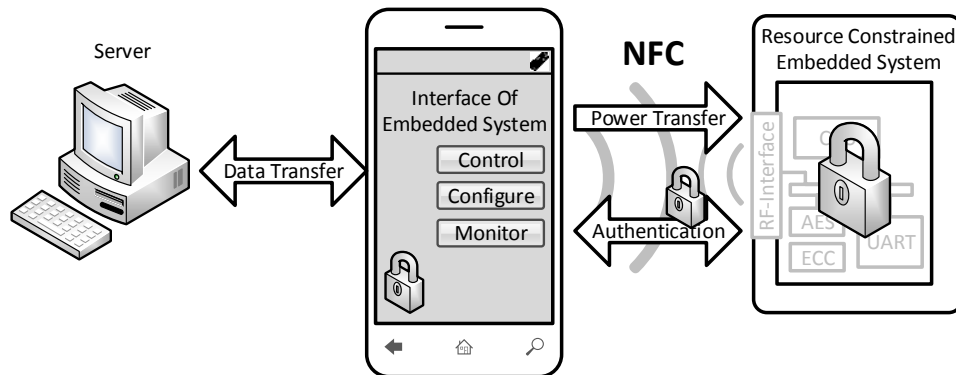 Server
Data Transfer
Interface Of
Embedded System
Control
Configure
Monitor
NFC
Power Transfer
Authentication
Resource Constrained
Embedded System
RF-Interface
AES
ECC
UART